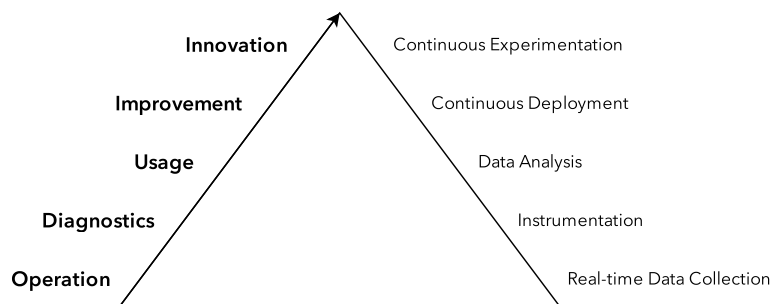 Innovation
Continuous Experimentation
Improvement
Continuous Deployment
Usage
Data Analysis
Diagnostics
Instrumentation
Operation
Real-time Data Collection